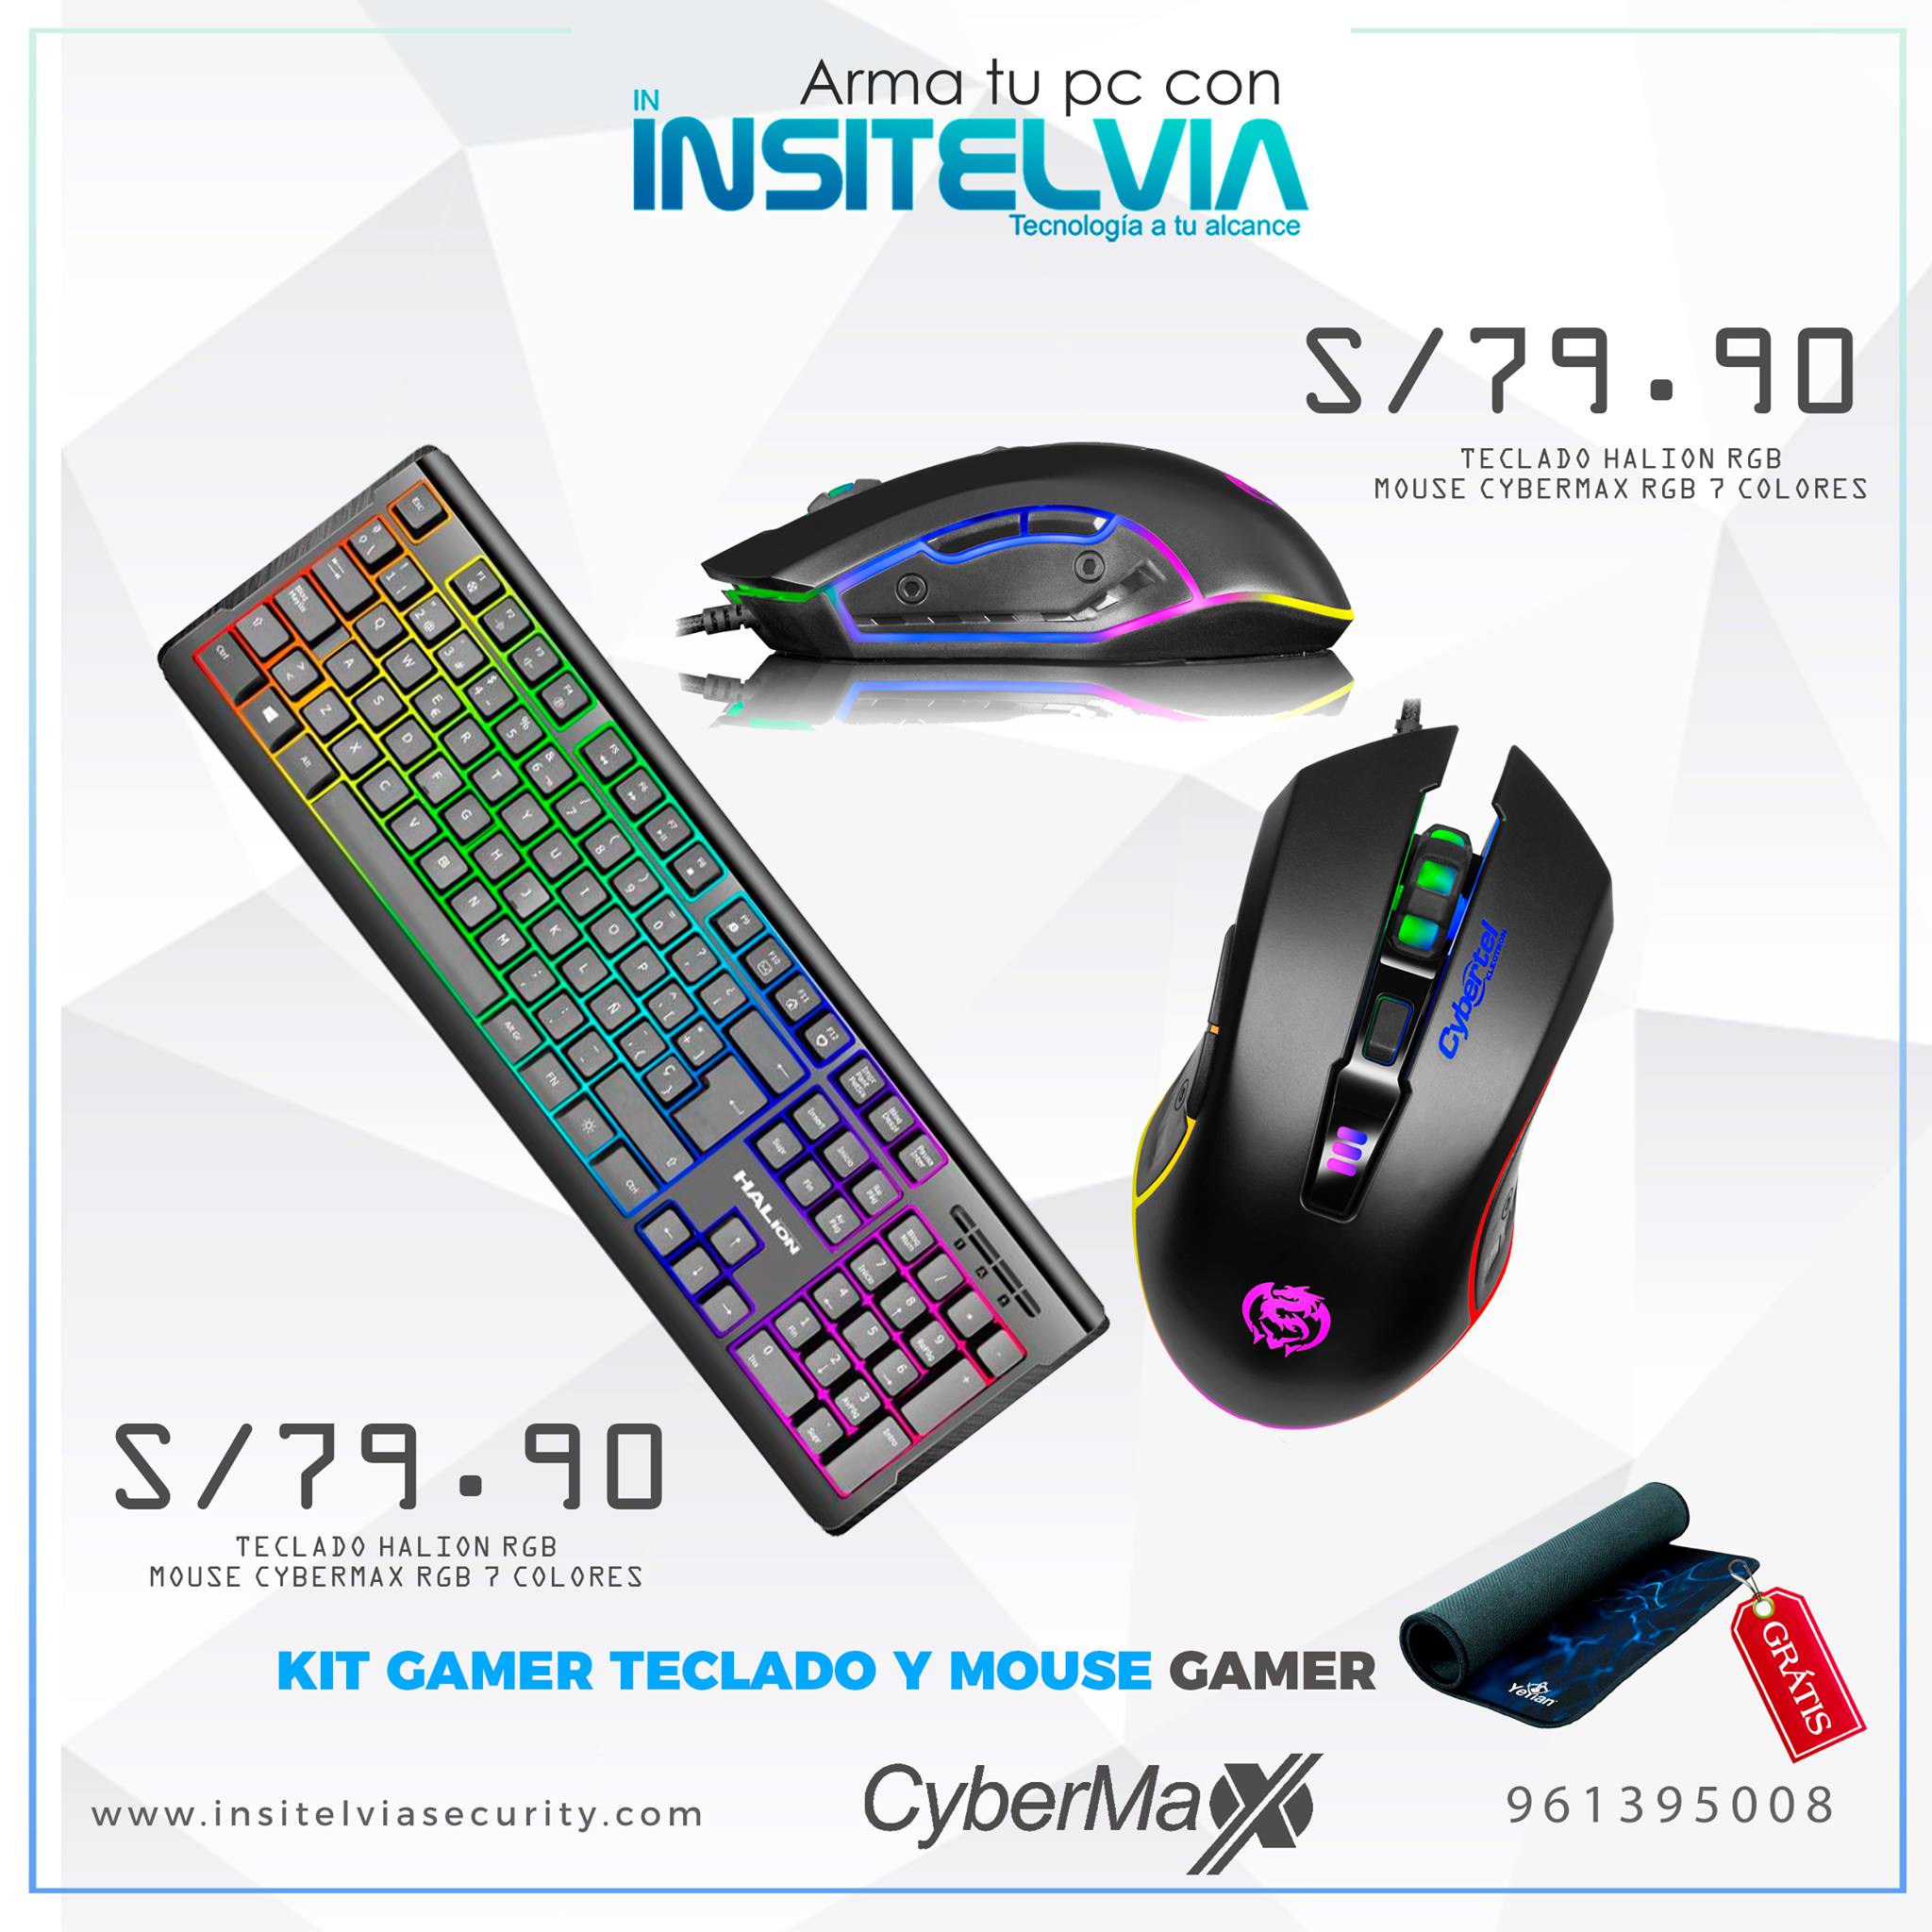 Arma tu pc con
IN
INSITELVIA
Tecnología a tu alcance
S/79.90
TECLADO HALION RGB
MOUSE CYBERMAX RGB 7 COLORES
Cybertel
ELECTRON
HALION
S/79.90
TECLADO HALION RGB
MOUSE CYBERMAX RGB 7 COLORES
KIT GAMER TECLADO Y MOUSE GAMER
Yeyian
GRÁTIS
www.insitelviasecurity.com
CyberMaX
961395008